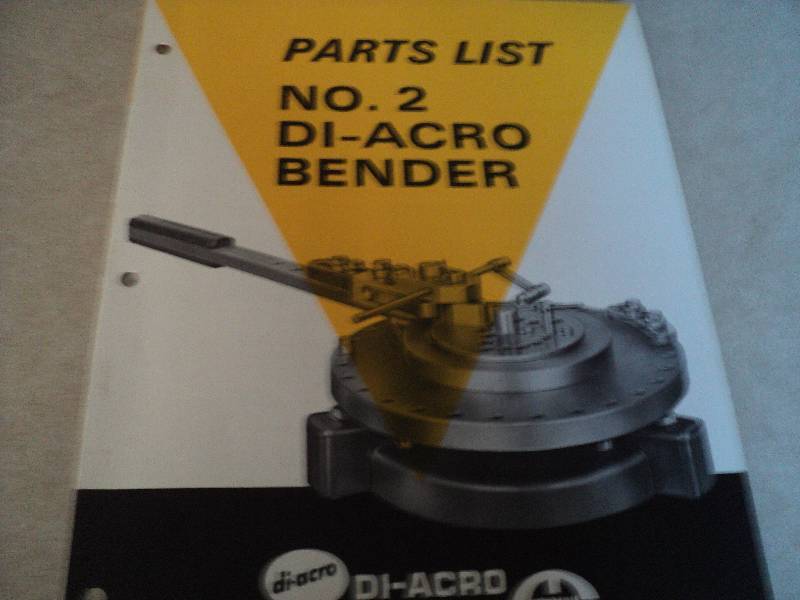 PARTS LIST
NO. 2
DI-ACRO
BENDER
di-acro
DI-ACRO